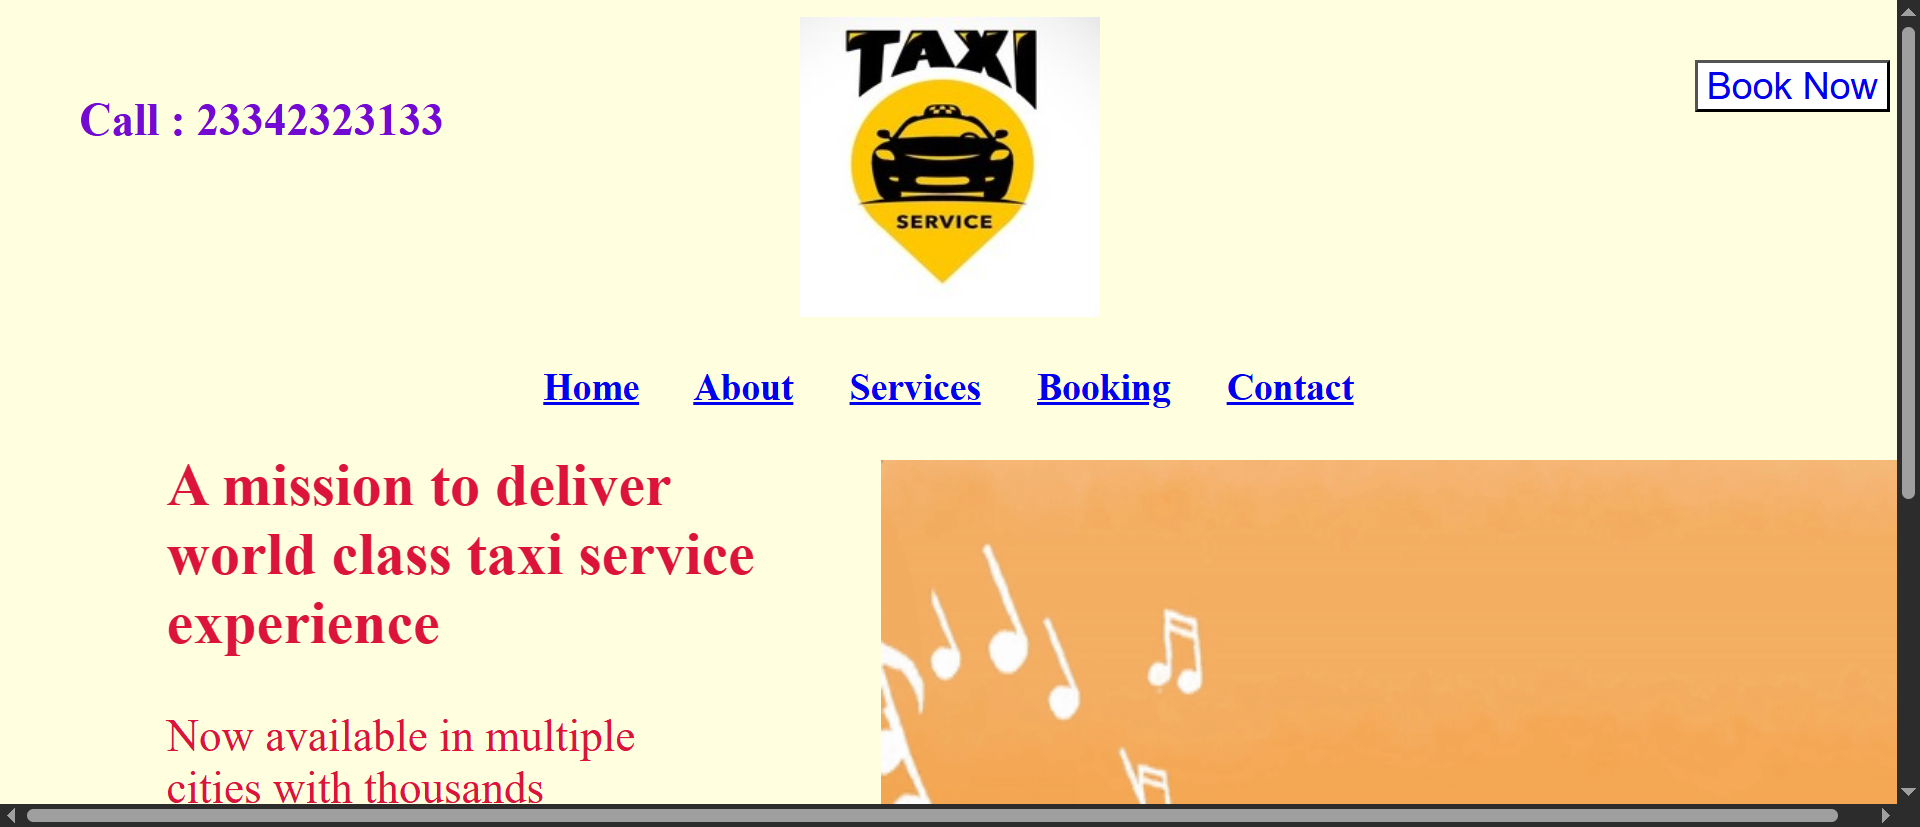 Call : 23342323133
TAXI
SERVICE
Book Now
Home About Services Booking Contact
A mission to deliver
world class taxi service
experience
Now available in multiple
cities with thousands